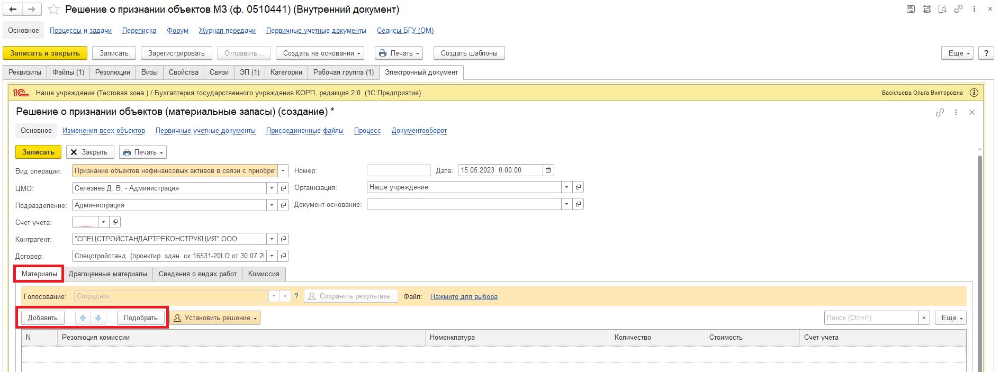 Решение о признании объектов МЗ (ф. 0510441) (Внутренний документ)
Основное Процессы и задачи Переписка Форум Журнал передачи Первичные учетные документы Сеансы БГУ (ОМ)
Записать и закрыть Записать Зарегистрировать Отправить... Создать на основании Печать Создать шаблоны Еще ?
Реквизиты Файлы (1) Резолюции Визы Свойства Связи ЭП (1) Категории Рабочая группа (1) Электронный документ
1С Наше учреждение (Тестовая зона ) / Бухгалтерия государственного учреждения КОРП, редакция 2.0 (1С:Предприятие) Васильева Ольга Викторовна
Решение о признании объектов (материальные запасы) (создание) *
Основное Изменения всех объектов Первичные учетные документы Присоединенные файлы Процесс Документооборот
Записать Закрыть Печать
Вид операции: Признание объектов нефинансовых активов в связи с приобрет Номер: Дата: 15.05.2023 0:00:00
ЦМО: Селезнев Д. В. - Администрация Организация: Наше учреждение
Подразделение: Администрация Документ-основание:
Счет учета:
Контрагент: "СПЕЦСТРОЙСТАНДАРТРЕКОНСТРУКЦИЯ" ООО
Договор: Спецстройстанд. (проектир. здан. ск 16531-20LO от 30.07.20
Материалы Драгоценные материалы Сведения о видах работ Комиссия
Голосование: Сотрудник ? Сохранить результаты Файл: Нажмите для выбора
Добавить Подобрать Установить решение Поиск (Ctrl+F) × Еще
N Резолюция комиссии Номенклатура Количество Стоимость Счет учета